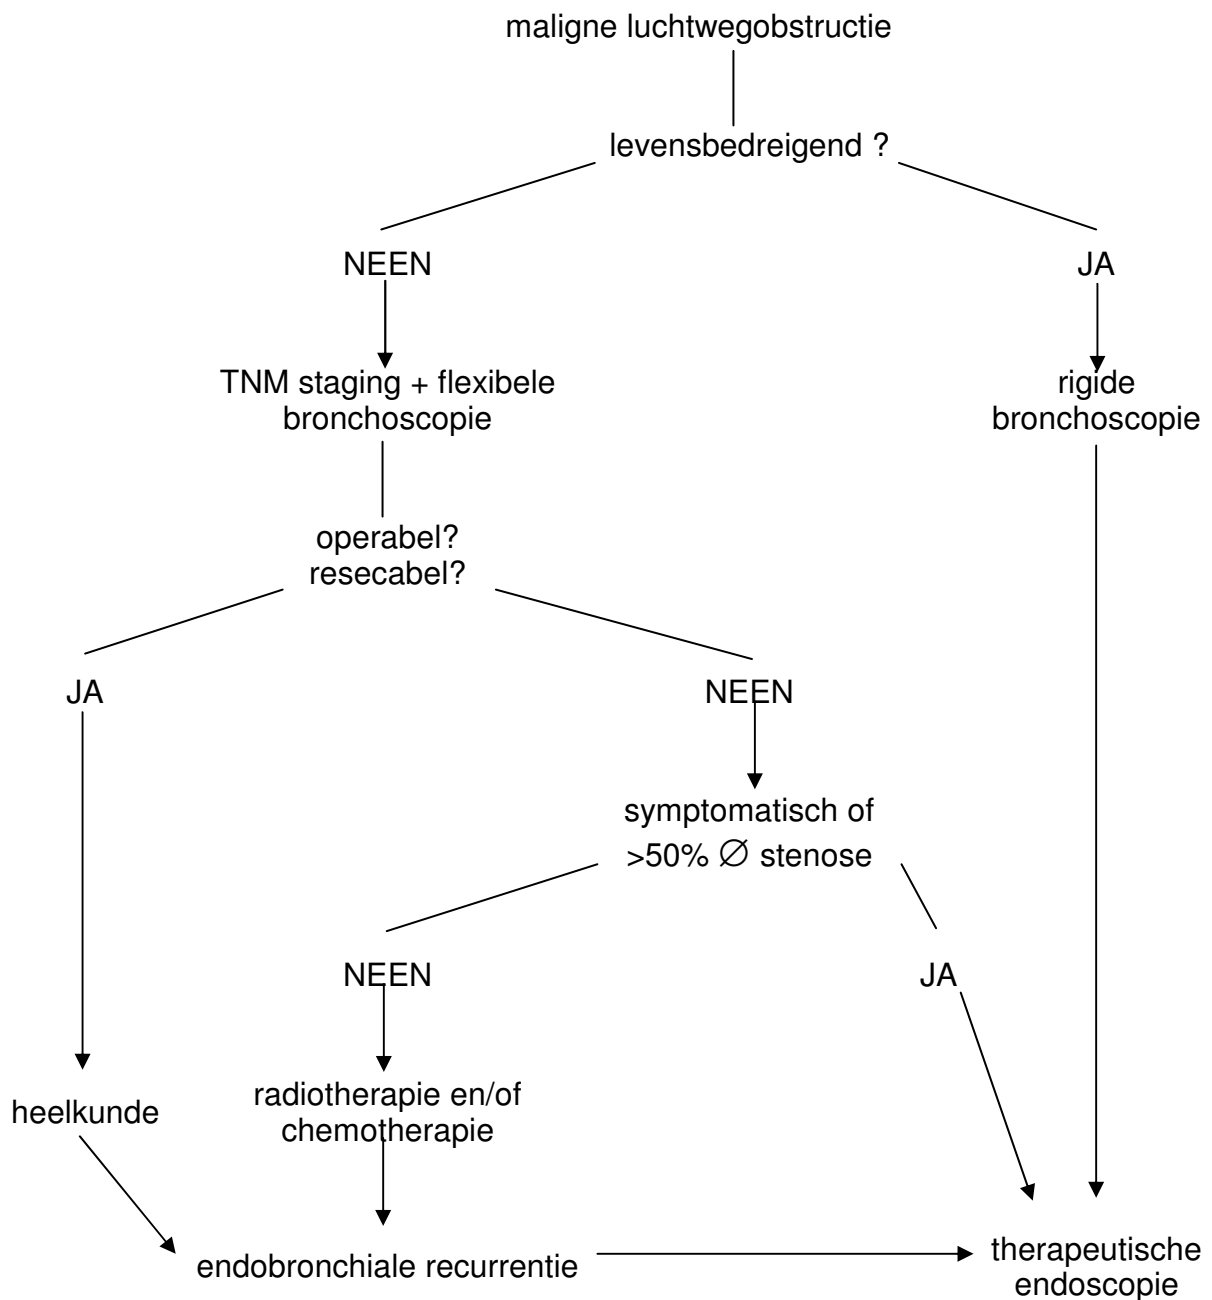 maligne luchtwegobstructie
levensbedreigend ?
NEEN
JA
TNM staging + flexibele
bronchoscopie
rigide
bronchoscopie
operabel?
resecabel?
JA
NEEN
symptomatisch of
>50% ∅ stenose
NEEN
JA
heelkunde
radiotherapie en/of
chemotherapie
endobronchiale recurrentie
therapeutische
endoscopie